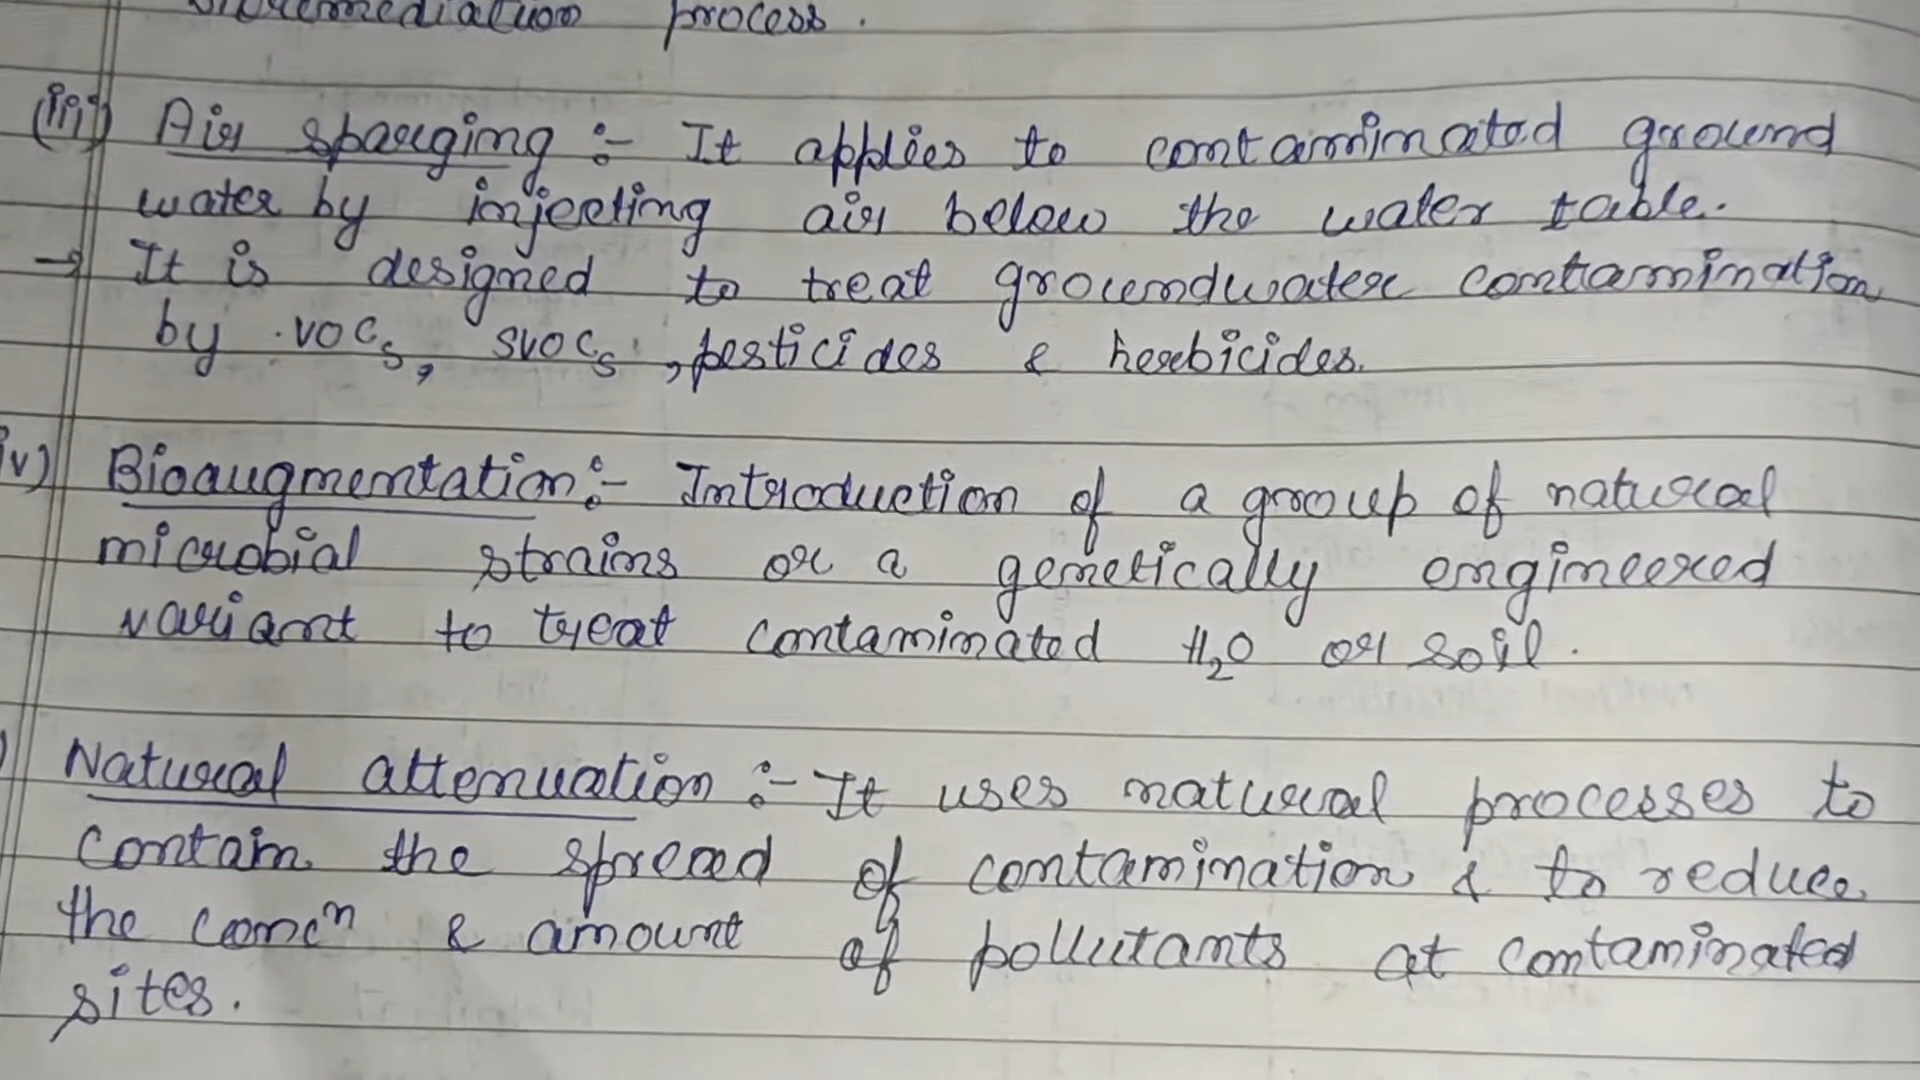 bioremediation process.
(iii) Air sparging :- It applies to contaminated ground
water by injecting air below the water table.
→ It is designed to treat groundwater contamination
by VOCs, SVOCs, pesticides & herbicides.
iv) Bioaugmentation :- Introduction of a group of natural
microbial strains or a genetically engineered
variant to treat contaminated H₂O or soil.
) Natural attenuation :- It uses natural processes to
contain the spread of contamination & to reduce
the concⁿ & amount of pollutants at contaminated
sites.